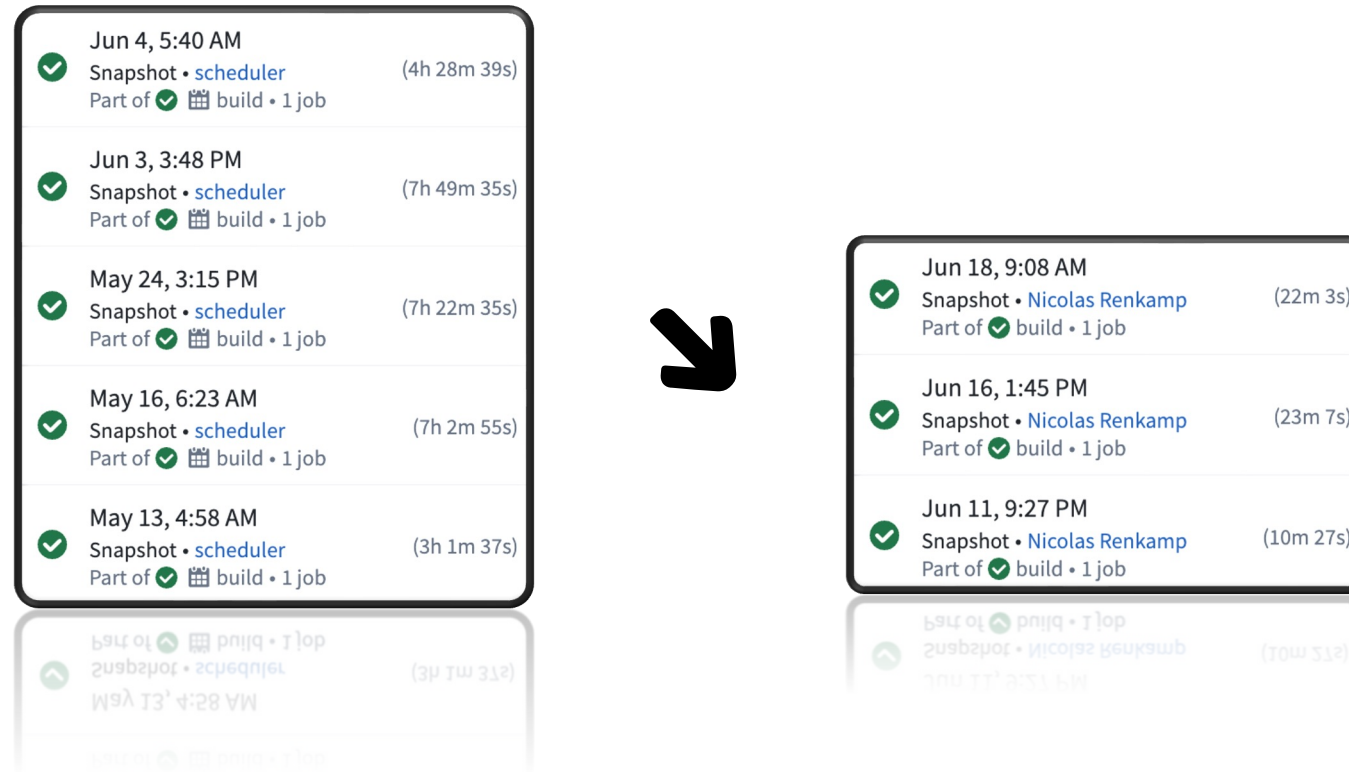 Jun 4, 5:40 AM
Snapshot • scheduler (4h 28m 39s)
Part of build • 1 job
Jun 3, 3:48 PM
Snapshot • scheduler (7h 49m 35s)
Part of build • 1 job
May 24, 3:15 PM
Snapshot • scheduler (7h 22m 35s)
Part of build • 1 job
May 16, 6:23 AM
Snapshot • scheduler (7h 2m 55s)
Part of build • 1 job
May 13, 4:58 AM
Snapshot • scheduler (3h 1m 37s)
Part of build • 1 job
Jun 18, 9:08 AM
Snapshot • Nicolas Renkamp (22m 3s)
Part of build • 1 job
Jun 16, 1:45 PM
Snapshot • Nicolas Renkamp (23m 7s)
Part of build • 1 job
Jun 11, 9:27 PM
Snapshot • Nicolas Renkamp (10m 27s)
Part of build • 1 job